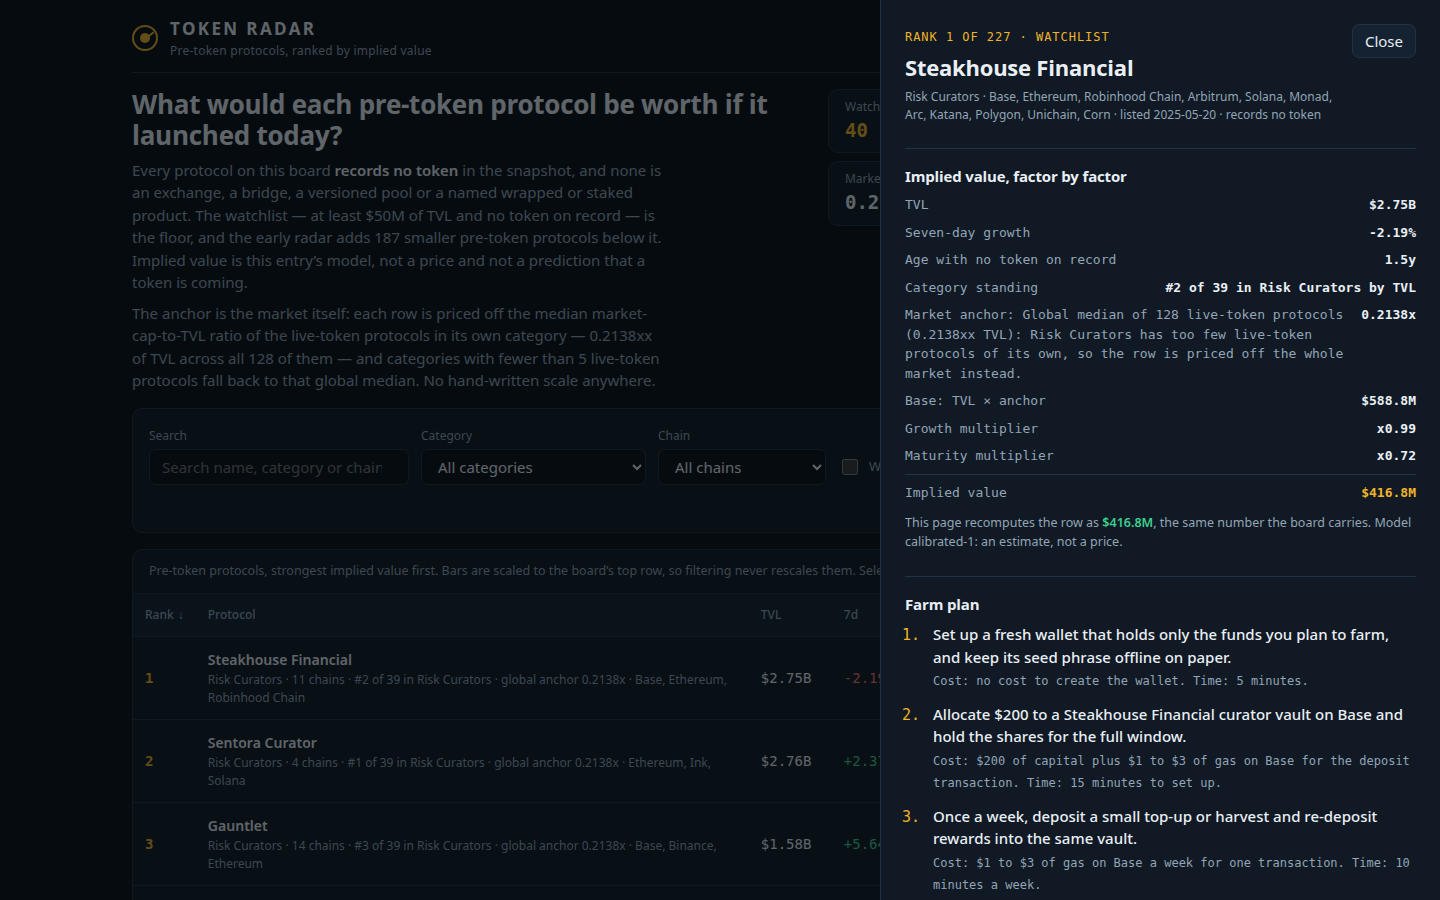 TOKEN RADAR
Pre-token protocols, ranked by implied value
What would each pre-token protocol be worth if it
launched today?
Every protocol on this board records no token in the snapshot, and none is
an exchange, a bridge, a versioned pool or a named wrapped or staked
product. The watchlist — at least $50M of TVL and no token on record — is
the floor, and the early radar adds 187 smaller pre-token protocols below it.
Implied value is this entry's model, not a price and not a prediction that a
token is coming.
The anchor is the market itself: each row is priced off the median market-
cap-to-TVL ratio of the live-token protocols in its own category — 0.2138xx
of TVL across all 128 of them — and categories with fewer than 5 live-token
protocols fall back to that global median. No hand-written scale anywhere.
Watch
40
Marke
0.2
Search
Category
Chain
Search name, category or chain
All categories
All chains
W
Pre-token protocols, strongest implied value first. Bars are scaled to the board's top row, so filtering never rescales them. Sele
Rank ↓ Protocol TVL 7d
1
Steakhouse Financial
Risk Curators · 11 chains · #2 of 39 in Risk Curators · global anchor 0.2138x · Base, Ethereum,
Robinhood Chain
$2.75B
-2.19
2
Sentora Curator
Risk Curators · 4 chains · #1 of 39 in Risk Curators · global anchor 0.2138x · Ethereum, Ink,
Solana
$2.76B
+2.37
3
Gauntlet
Risk Curators · 14 chains · #3 of 39 in Risk Curators · global anchor 0.2138x · Base, Binance,
Ethereum
$1.58B
+5.64
RANK 1 OF 227 · WATCHLIST
Close
Steakhouse Financial
Risk Curators · Base, Ethereum, Robinhood Chain, Arbitrum, Solana, Monad,
Arc, Katana, Polygon, Unichain, Corn · listed 2025-05-20 · records no token
Implied value, factor by factor
TVL $2.75B
Seven-day growth -2.19%
Age with no token on record 1.5y
Category standing #2 of 39 in Risk Curators by TVL
Market anchor: Global median of 128 live-token protocols 0.2138x
(0.2138xx TVL): Risk Curators has too few live-token
protocols of its own, so the row is priced off the whole
market instead.
Base: TVL × anchor $588.8M
Growth multiplier x0.99
Maturity multiplier x0.72
Implied value $416.8M
This page recomputes the row as $416.8M, the same number the board carries. Model
calibrated-1: an estimate, not a price.
Farm plan
1. Set up a fresh wallet that holds only the funds you plan to farm,
and keep its seed phrase offline on paper.
Cost: no cost to create the wallet. Time: 5 minutes.
2. Allocate $200 to a Steakhouse Financial curator vault on Base and
hold the shares for the full window.
Cost: $200 of capital plus $1 to $3 of gas on Base for the deposit
transaction. Time: 15 minutes to set up.
3. Once a week, deposit a small top-up or harvest and re-deposit
rewards into the same vault.
Cost: $1 to $3 of gas on Base a week for one transaction. Time: 10
minutes a week.